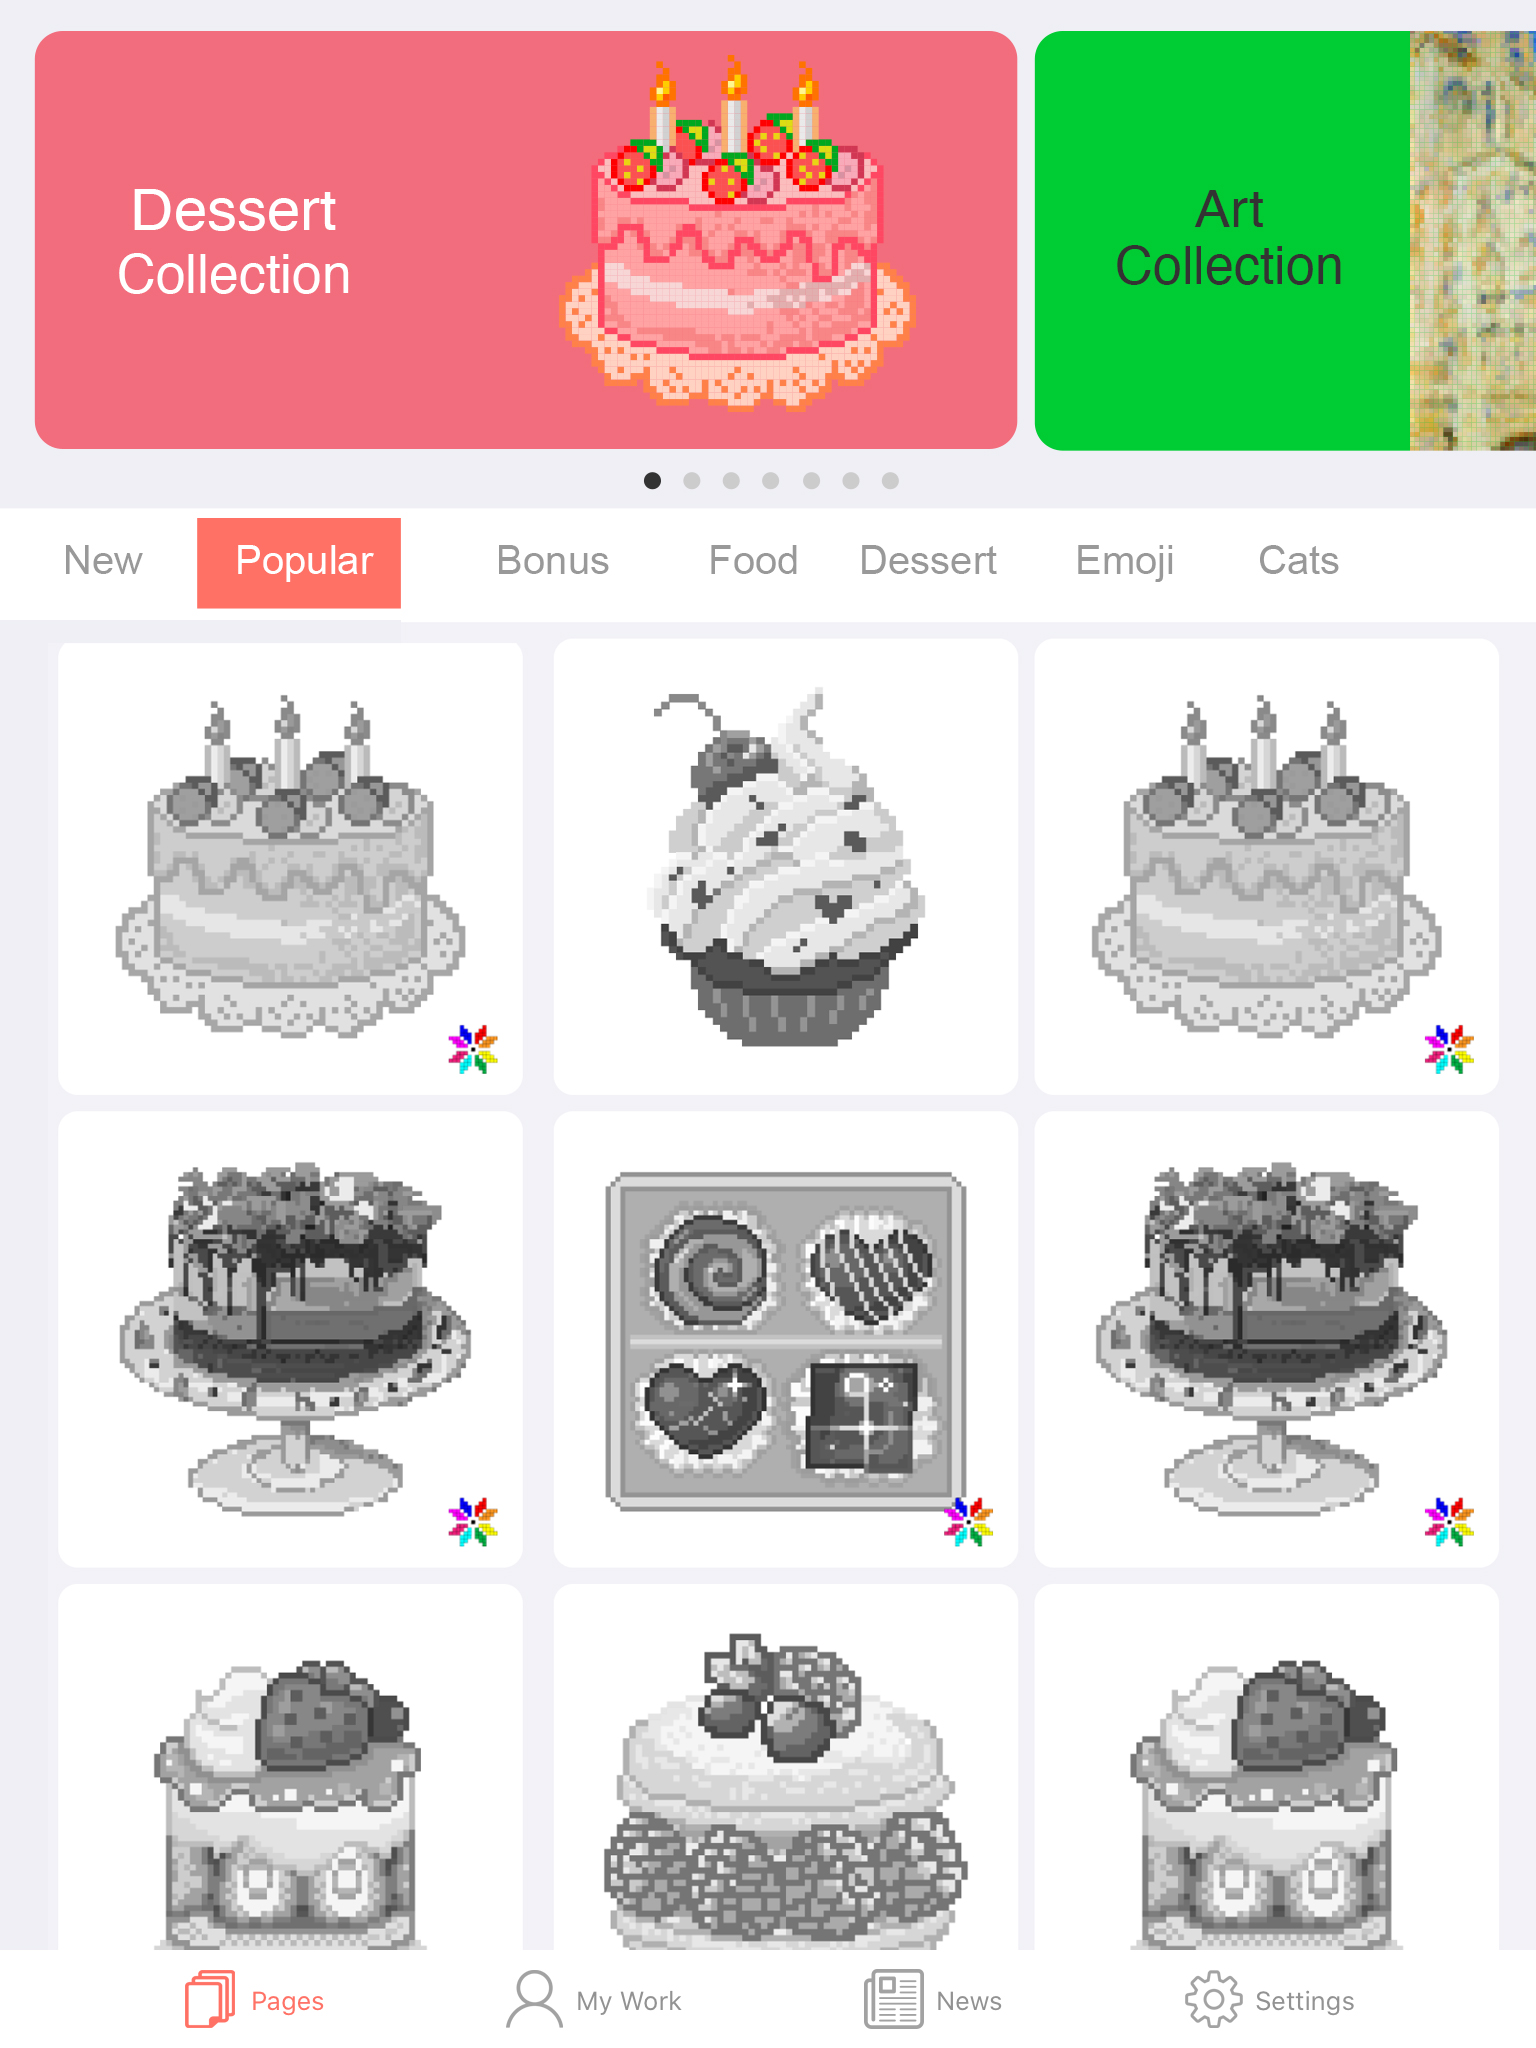 Dessert
Collection
Art
Collection
New
Popular
Bonus
Food
Dessert
Emoji
Cats
Pages
My Work
News
Settings